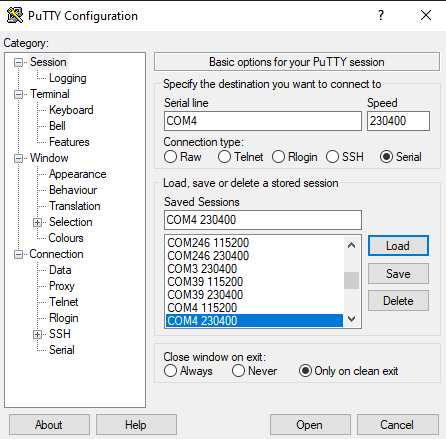 PuTTY Configuration
? ×
Category:
Session
Logging
Terminal
Keyboard
Bell
Features
Window
Appearance
Behaviour
Translation
Selection
Colours
Connection
Data
Proxy
Telnet
Rlogin
SSH
Serial
Basic options for your PuTTY session
Specify the destination you want to connect to
Serial line Speed
COM4 230400
Connection type:
Raw Telnet Rlogin SSH Serial
Load, save or delete a stored session
Saved Sessions
COM4 230400
COM246 115200
COM246 230400
COM3 230400
COM39 115200
COM39 230400
COM4 115200
COM4 230400
Load
Save
Delete
Close window on exit:
Always Never Only on clean exit
About Help Open Cancel